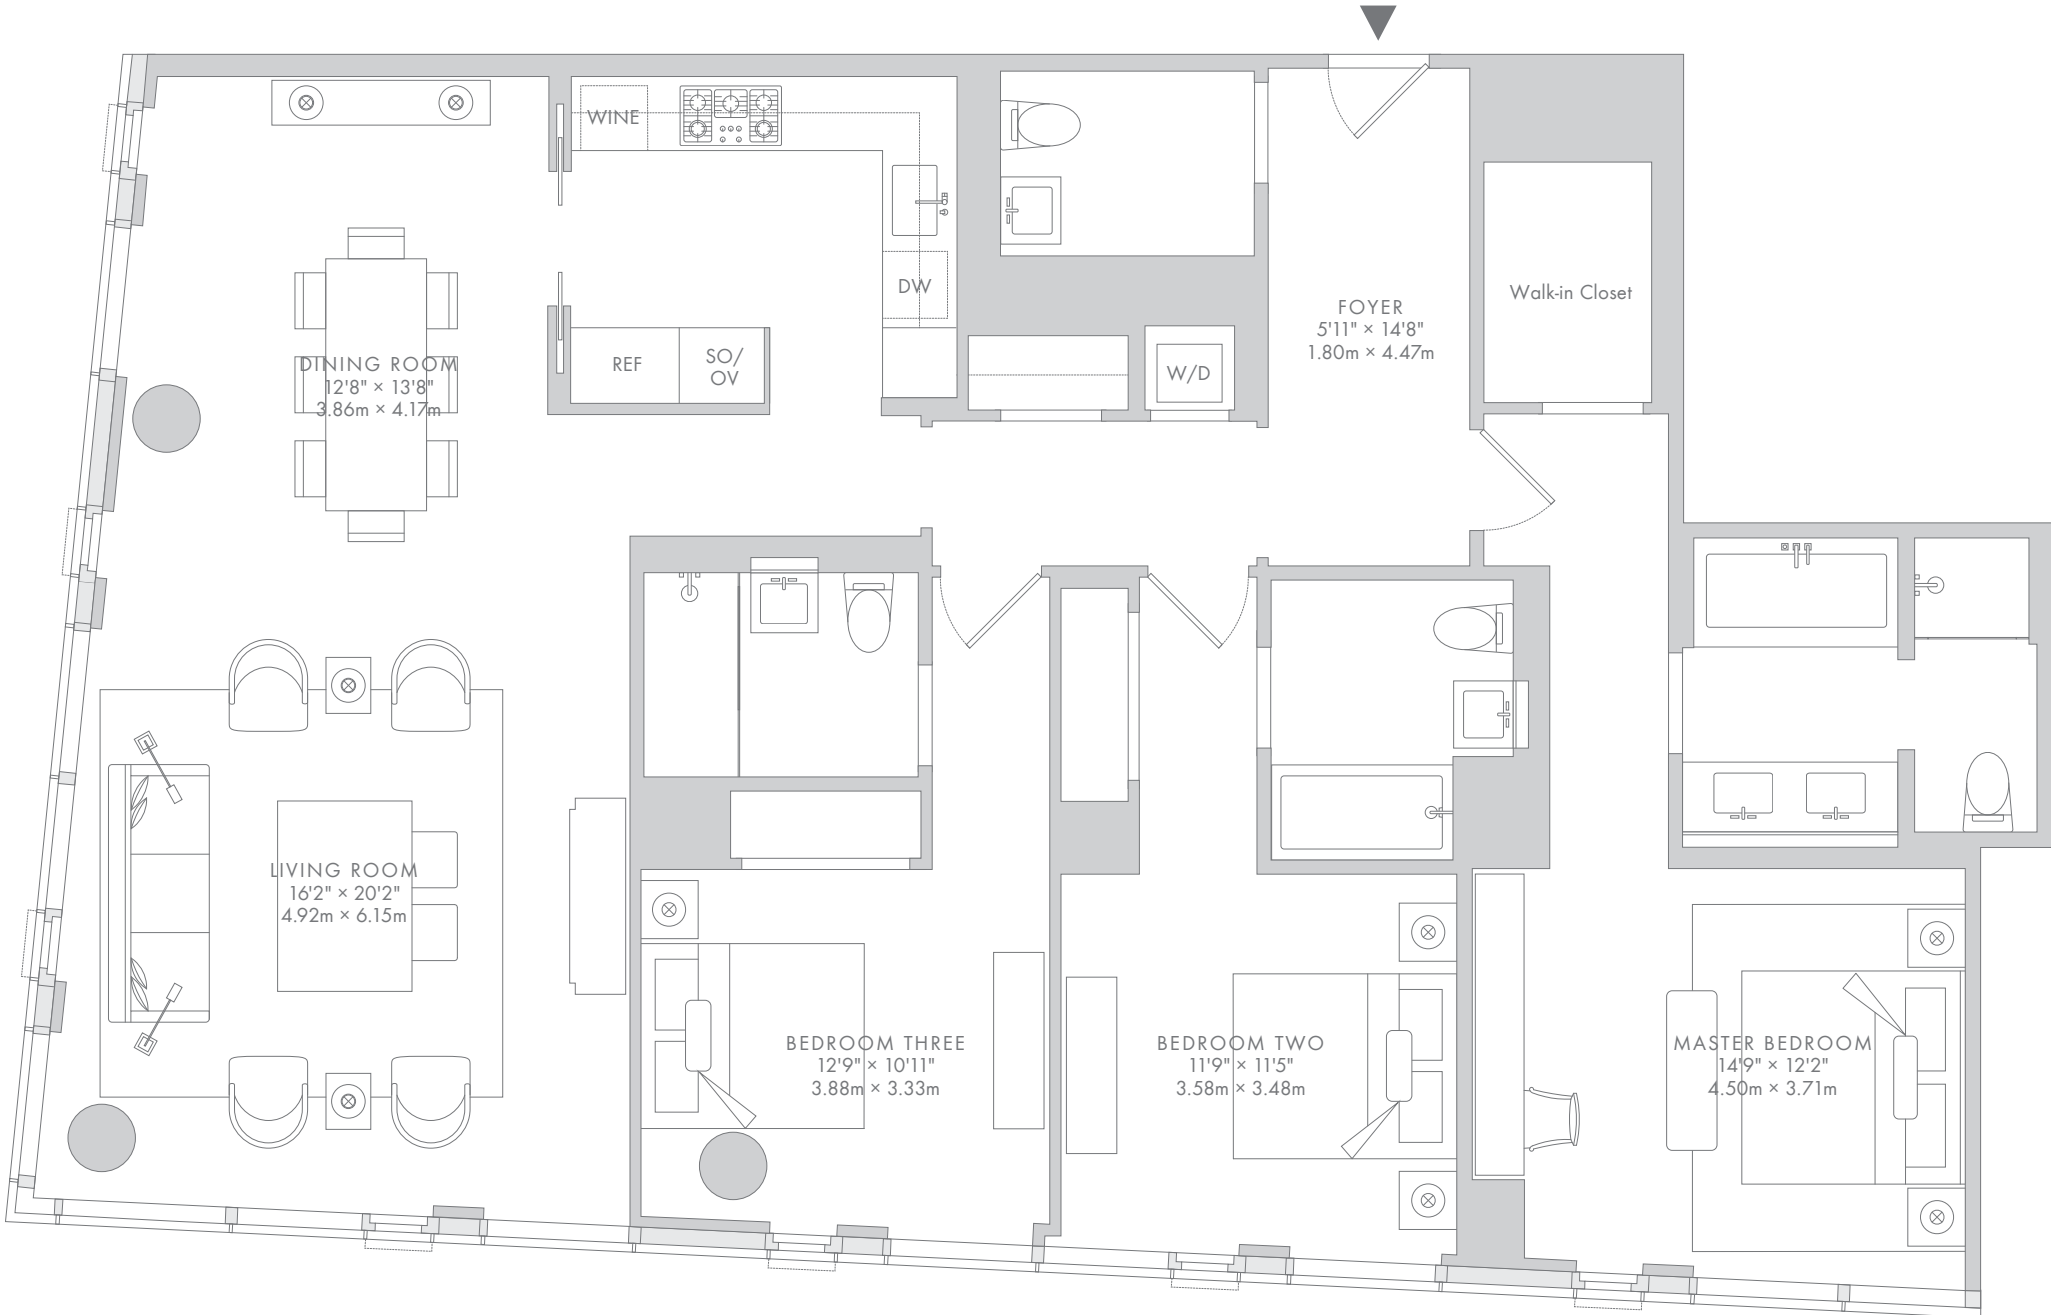 WINE
DW
REF
SO/
OV
W/D
FOYER
5'11" × 14'8"
1.80m × 4.47m
Walk-in Closet
DINING ROOM
12'8" × 13'8"
3.86m × 4.17m
LIVING ROOM
16'2" × 20'2"
4.92m × 6.15m
BEDROOM THREE
12'9" × 10'11"
3.88m × 3.33m
BEDROOM TWO
11'9" × 11'5"
3.58m × 3.48m
MASTER BEDROOM
14'9" × 12'2"
4.50m × 3.71m